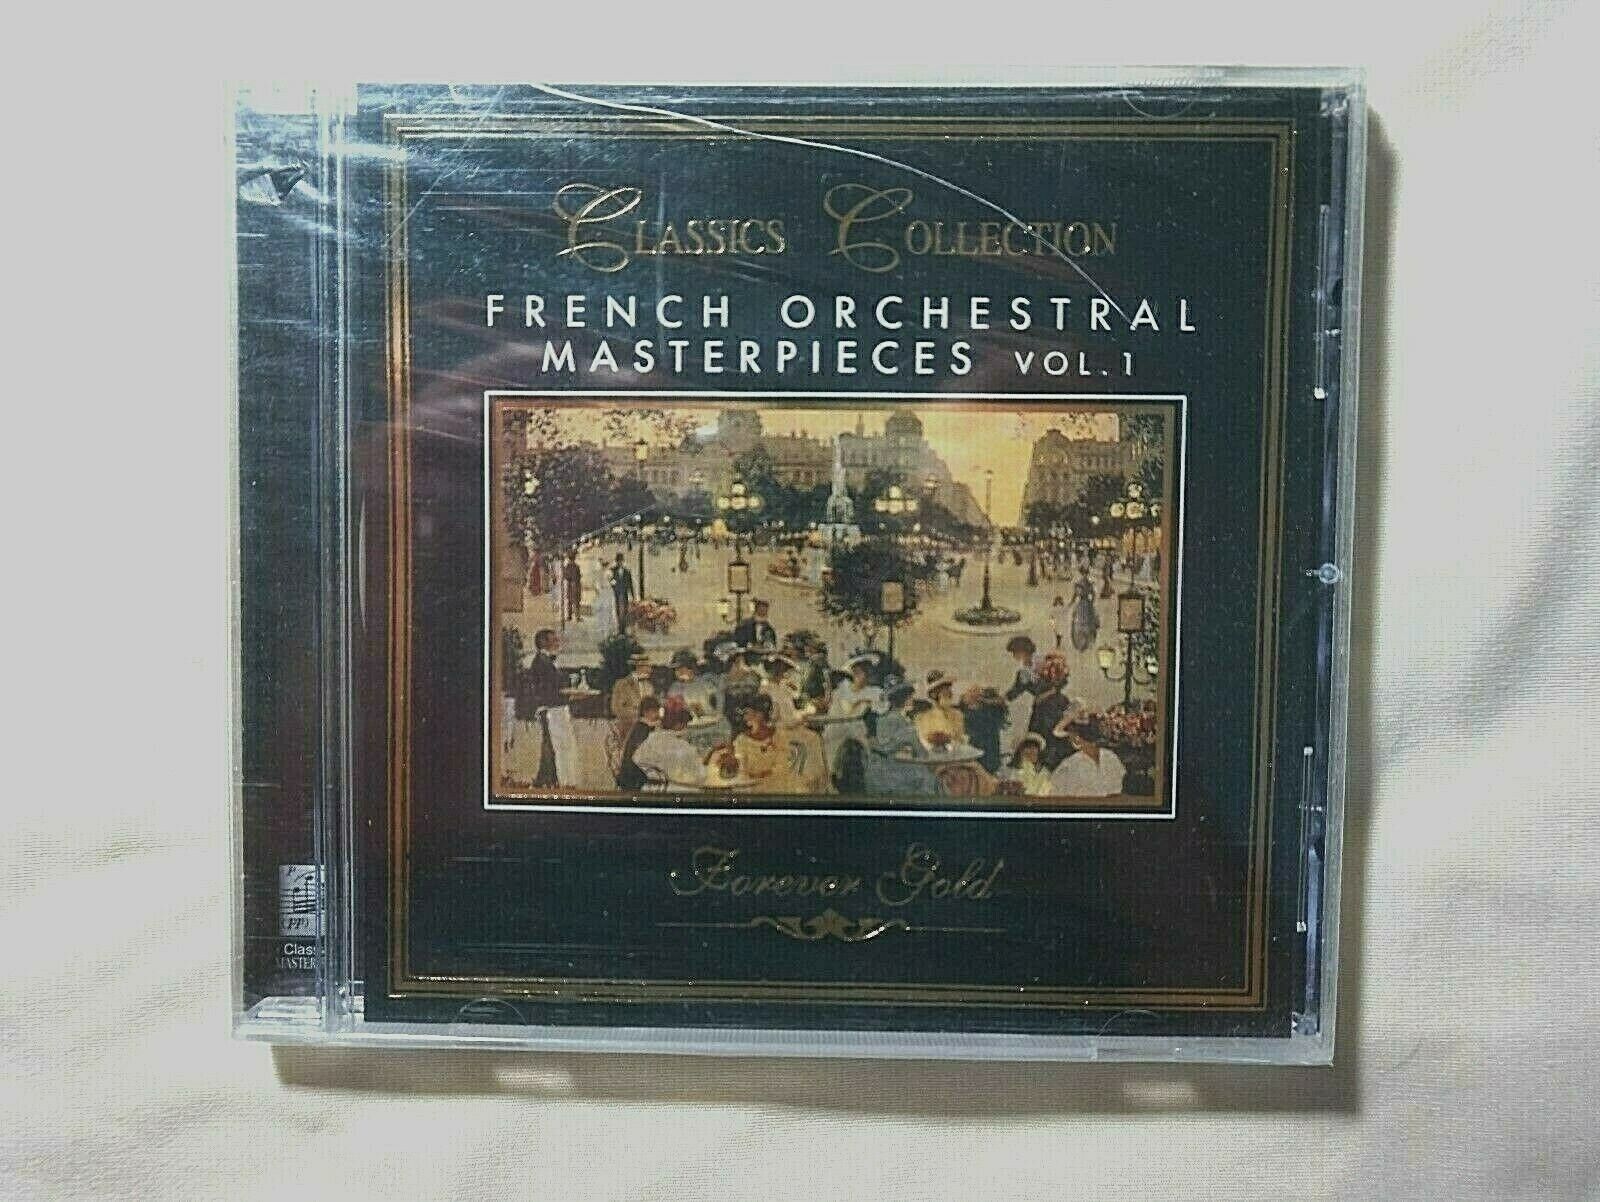 CLASSICS COLLECTION
FRENCH ORCHESTRAL
MASTERPIECES VOL. 1
Forever Gold